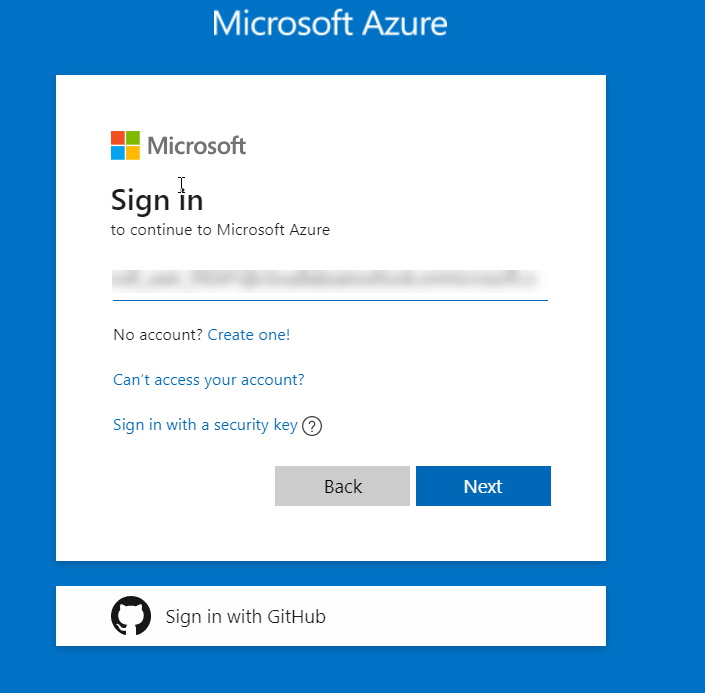 Microsoft Azure
Microsoft
Sign in
to continue to Microsoft Azure
No account? Create one!
Can't access your account?
Sign in with a security key ?
Back
Next
Sign in with GitHub